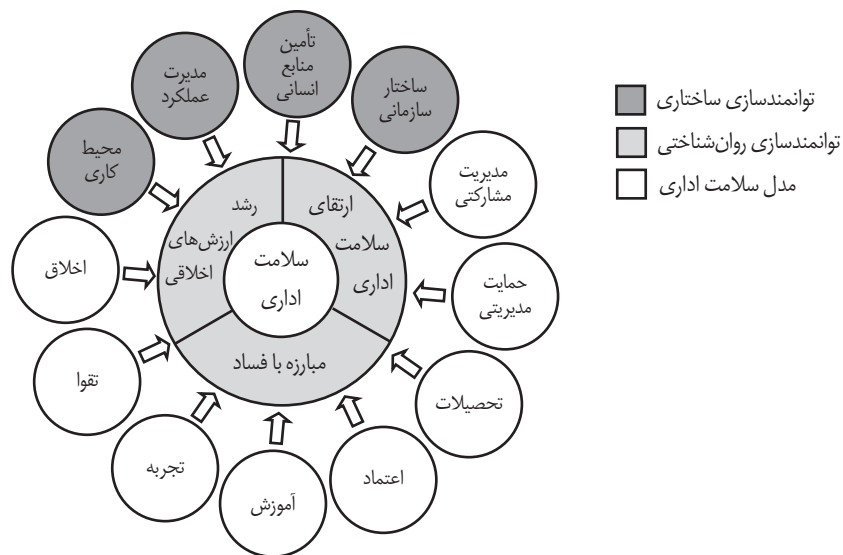 تأمین
منابع
انسانی
ساختار
سازمانی
مدیریت
مشارکتی
حمایت
مدیریتی
تحصیلات
اعتماد
آموزش
تجربه
تقوا
اخلاق
محیط
کاری
مدیرت
عملکرد
ارتقای
سلامت
اداری
رشد
ارزش‌های
اخلاقی
مبارزه با فساد
سلامت
اداری
توانمندسازی ساختاری
توانمندسازی روان‌شناختی
مدل سلامت اداری